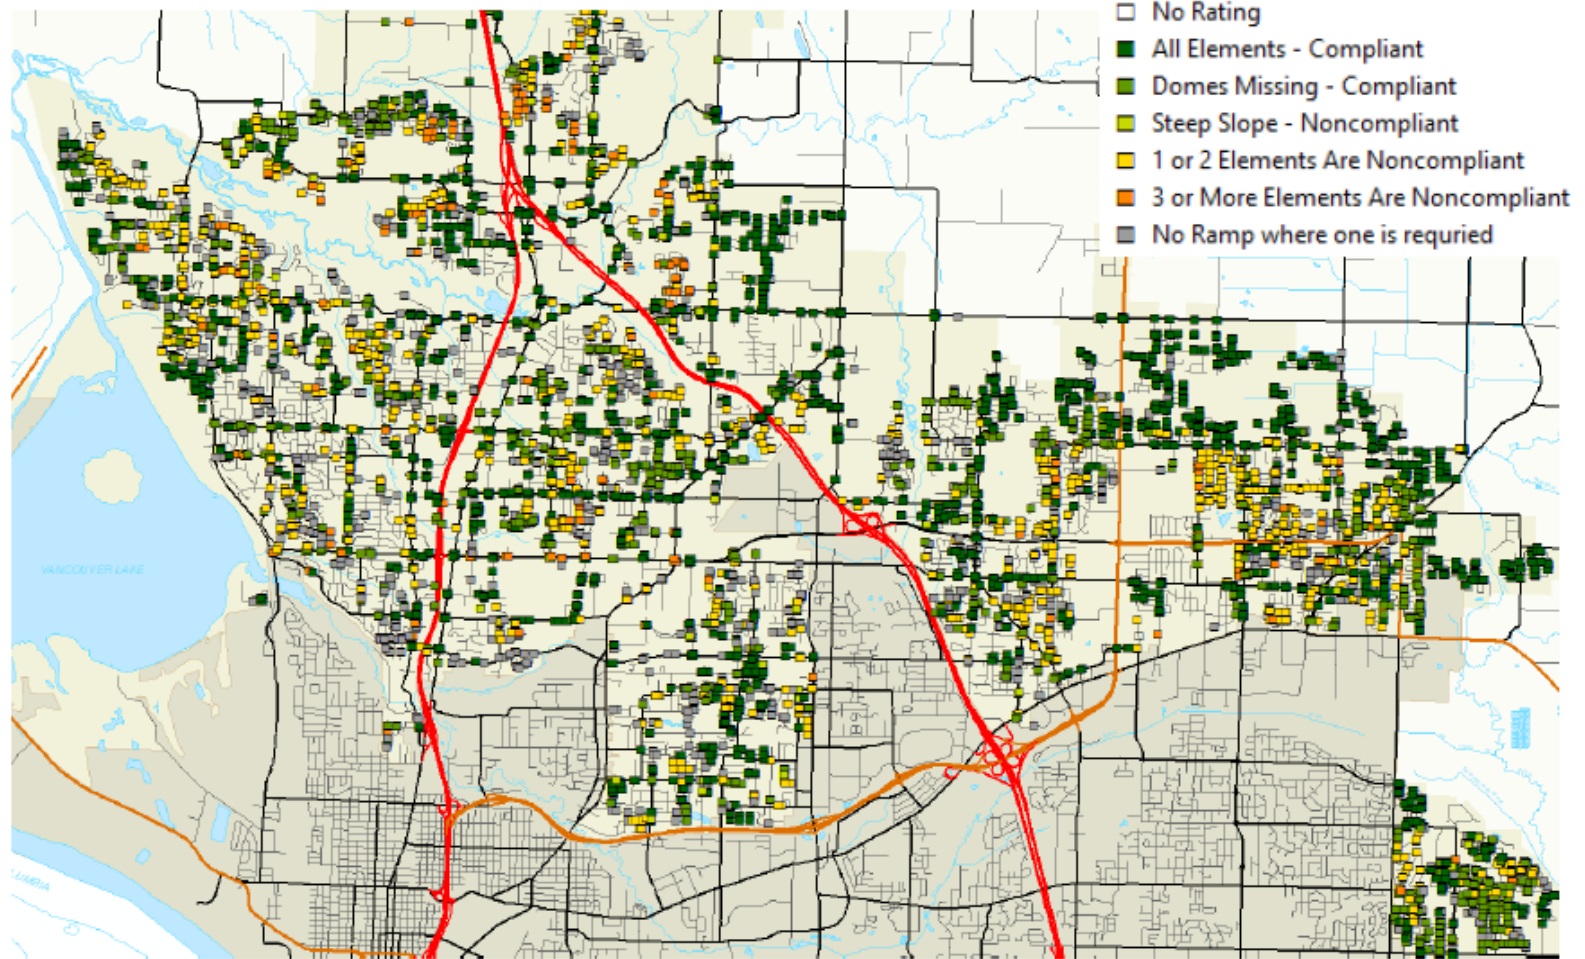 No Rating
All Elements - Compliant
Domes Missing - Compliant
Steep Slope - Noncompliant
1 or 2 Elements Are Noncompliant
3 or More Elements Are Noncompliant
No Ramp where one is requried
VANCOUVER LAKE
LUMBIA